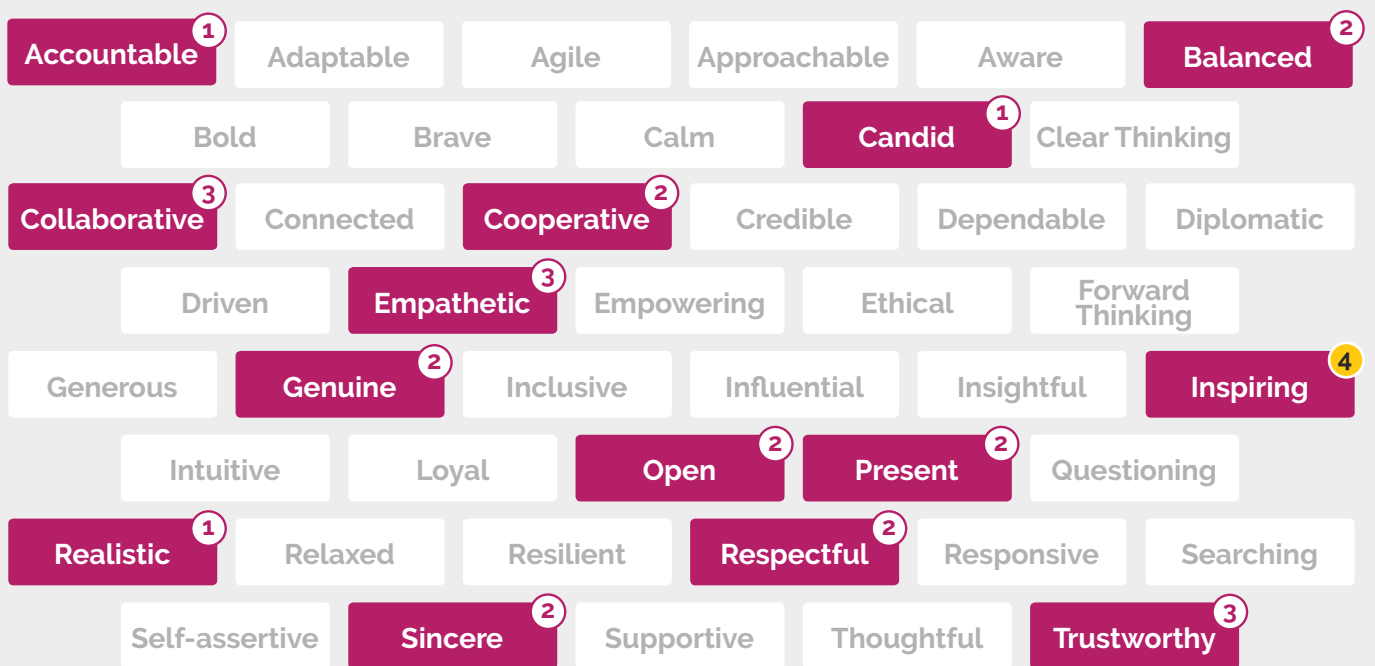 Accountable 1 Adaptable Agile Approachable Aware Balanced 2
Bold Brave Calm Candid 1 Clear Thinking
Collaborative 3 Connected Cooperative 2 Credible Dependable Diplomatic
Driven Empathetic 3 Empowering Ethical Forward
Thinking
Generous Genuine 2 Inclusive Influential Insightful Inspiring 4
Intuitive Loyal Open 2 Present 2 Questioning
Realistic 1 Relaxed Resilient Respectful 2 Responsive Searching
Self-assertive Sincere 2 Supportive Thoughtful Trustworthy 3